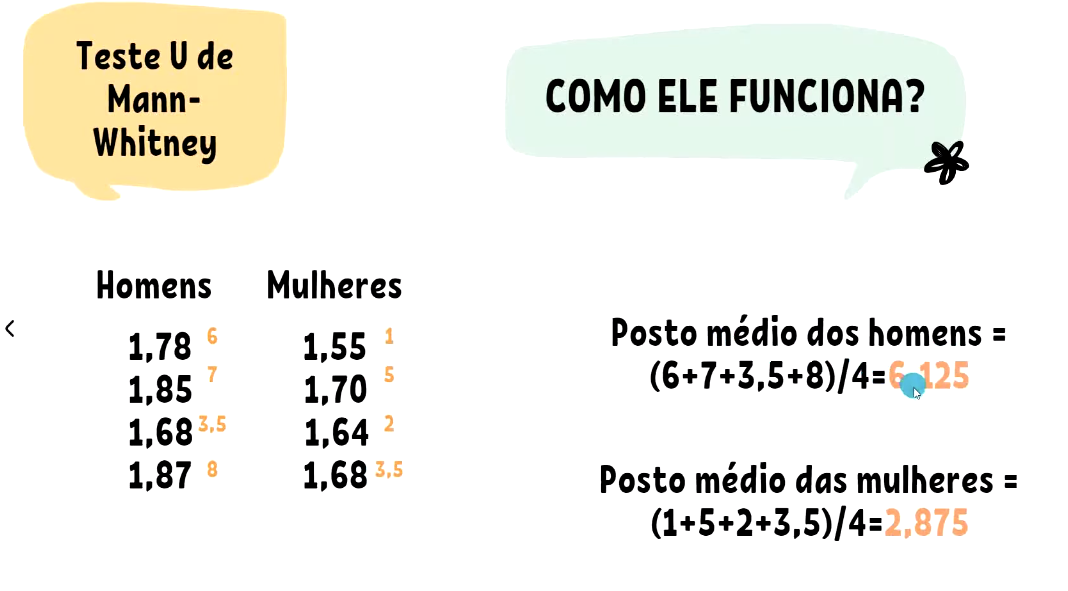 Teste U de
Mann-
Whitney
COMO ELE FUNCIONA?
Homens Mulheres
1,78 6 1,55 1
1,85 7 1,70 5
1,68 3,5 1,64 2
1,87 8 1,68 3,5
Posto médio dos homens =
(6+7+3,5+8)/4=6,125
Posto médio das mulheres =
(1+5+2+3,5)/4=2,875